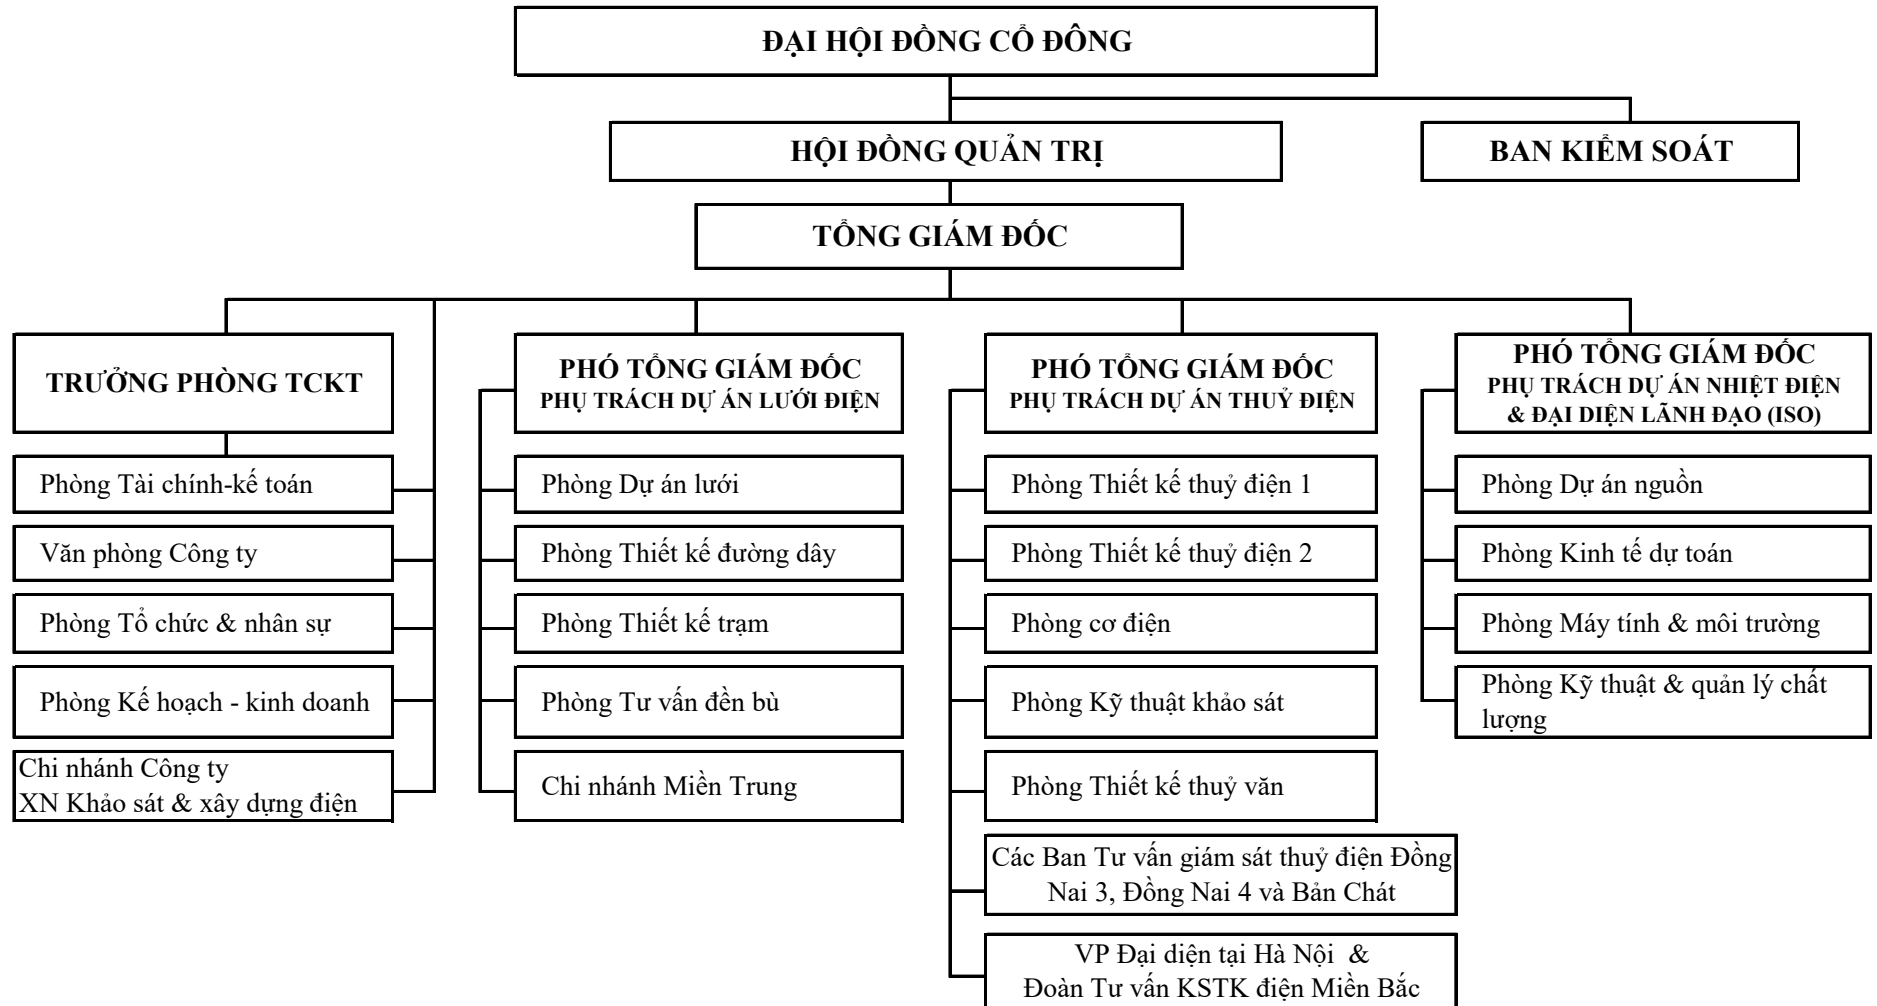 ĐẠI HỘI ĐỒNG CỔ ĐÔNG
HỘI ĐỒNG QUẢN TRỊ
BAN KIỂM SOÁT
TỔNG GIÁM ĐỐC
TRƯỞNG PHÒNG TCKT
PHÓ TỔNG GIÁM ĐỐC
PHỤ TRÁCH DỰ ÁN LƯỚI ĐIỆN
PHÓ TỔNG GIÁM ĐỐC
PHỤ TRÁCH DỰ ÁN THUỶ ĐIỆN
PHÓ TỔNG GIÁM ĐỐC
PHỤ TRÁCH DỰ ÁN NHIỆT ĐIỆN
& ĐẠI DIỆN LÃNH ĐẠO (ISO)
Phòng Tài chính-kế toán
Văn phòng Công ty
Phòng Tổ chức & nhân sự
Phòng Kế hoạch - kinh doanh
Chi nhánh Công ty
XN Khảo sát & xây dựng điện
Phòng Dự án lưới
Phòng Thiết kế đường dây
Phòng Thiết kế trạm
Phòng Tư vấn đền bù
Chi nhánh Miền Trung
Phòng Thiết kế thuỷ điện 1
Phòng Thiết kế thuỷ điện 2
Phòng cơ điện
Phòng Kỹ thuật khảo sát
Phòng Thiết kế thuỷ văn
Các Ban Tư vấn giám sát thuỷ điện Đồng
Nai 3, Đồng Nai 4 và Bản Chát
VP Đại diện tại Hà Nội &
Đoàn Tư vấn KSTK điện Miền Bắc
Phòng Dự án nguồn
Phòng Kinh tế dự toán
Phòng Máy tính & môi trường
Phòng Kỹ thuật & quản lý chất
lượng